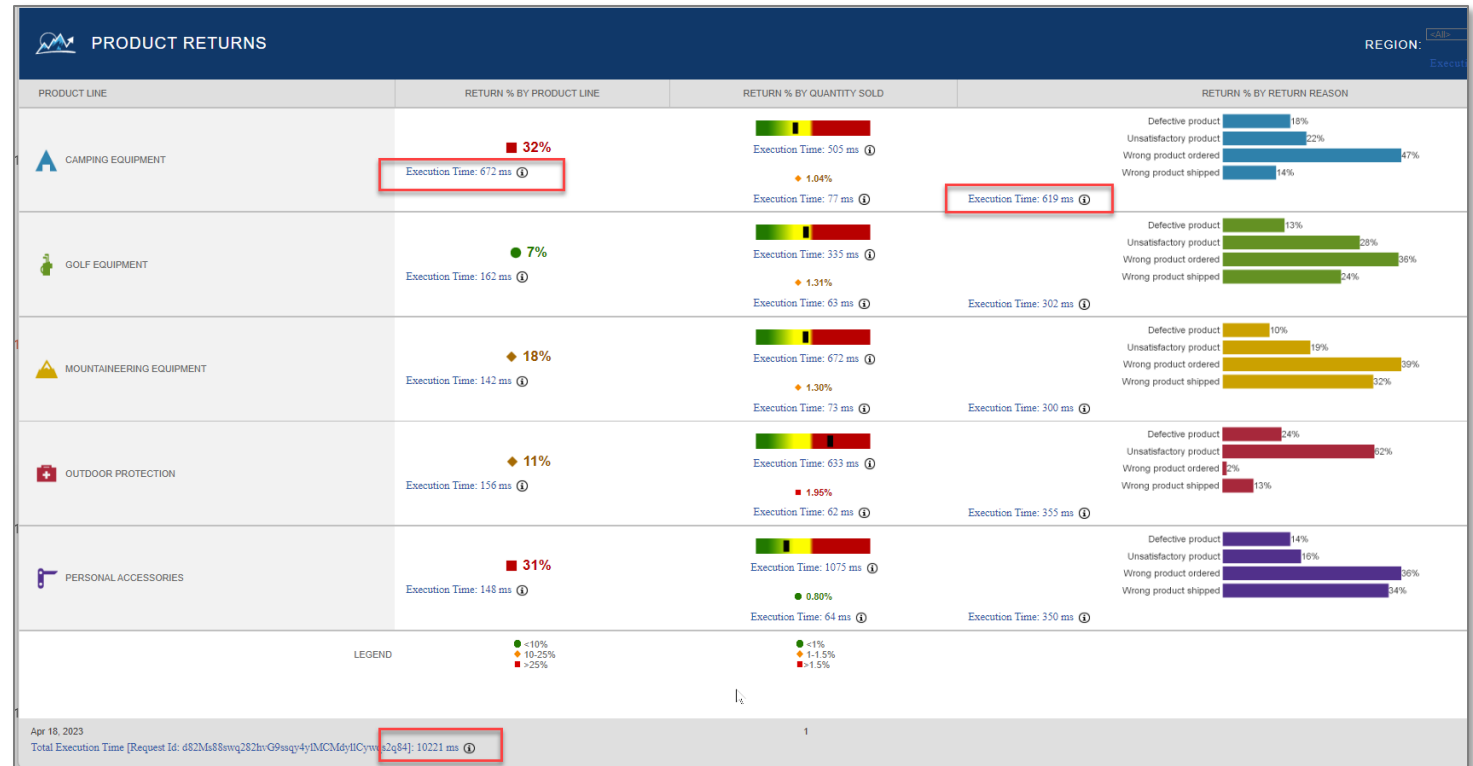 PRODUCT RETURNS
REGION:
<All>
PRODUCT LINE
RETURN % BY PRODUCT LINE
RETURN % BY QUANTITY SOLD
RETURN % BY RETURN REASON
CAMPING EQUIPMENT
32%
Execution Time: 672 ms
Execution Time: 505 ms
1.04%
Execution Time: 77 ms
Execution Time: 619 ms
Defective product 18%
Unsatisfactory product 22%
Wrong product ordered 47%
Wrong product shipped 14%
GOLF EQUIPMENT
7%
Execution Time: 162 ms
Execution Time: 335 ms
1.31%
Execution Time: 63 ms
Execution Time: 302 ms
Defective product 13%
Unsatisfactory product 28%
Wrong product ordered 36%
Wrong product shipped 24%
MOUNTAINEERING EQUIPMENT
18%
Execution Time: 142 ms
Execution Time: 672 ms
1.30%
Execution Time: 73 ms
Execution Time: 300 ms
Defective product 10%
Unsatisfactory product 19%
Wrong product ordered 39%
Wrong product shipped 32%
OUTDOOR PROTECTION
11%
Execution Time: 156 ms
Execution Time: 633 ms
1.95%
Execution Time: 62 ms
Execution Time: 355 ms
Defective product 24%
Unsatisfactory product 62%
Wrong product ordered 2%
Wrong product shipped 13%
PERSONAL ACCESSORIES
31%
Execution Time: 148 ms
Execution Time: 1075 ms
0.80%
Execution Time: 64 ms
Execution Time: 350 ms
Defective product 14%
Unsatisfactory product 16%
Wrong product ordered 36%
Wrong product shipped 34%
LEGEND
<10%
10-25%
>25%
<1%
1-1.5%
>1.5%
Apr 18, 2023
1
Total Execution Time [Request Id: 10221 ms